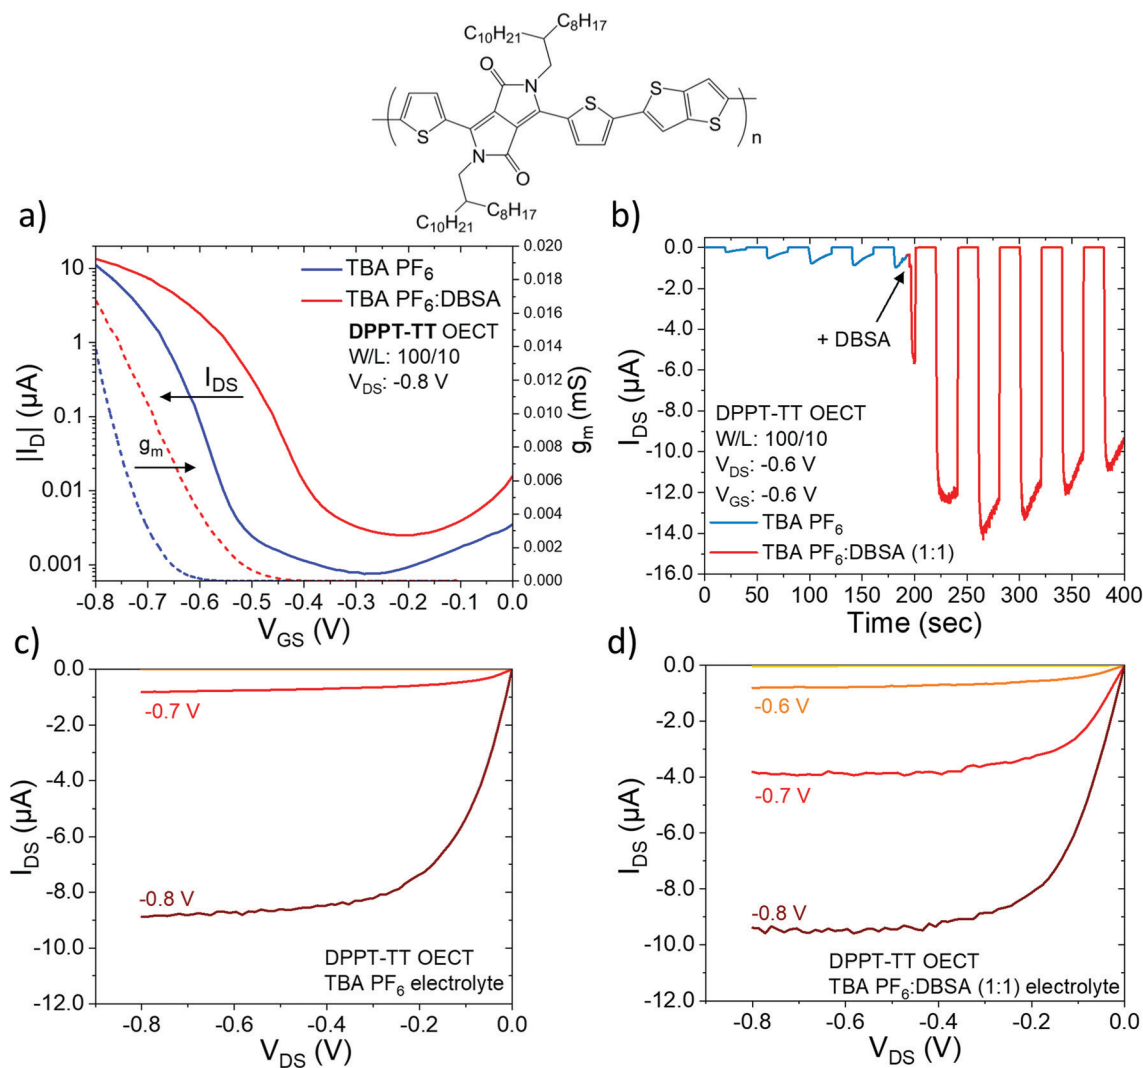 C10H21
C8H17
O
N
S
S
S
S
N
O
n
C10H21
C8H17
a)
TBA PF6
TBA PF6:DBSA
DPPT-TT OECT
W/L: 100/10
VDS: -0.8 V
IDS
gm
10
1
0.1
0.01
0.001
|ID| (μA)
0.020
0.018
0.016
0.014
0.012
0.010
0.008
0.006
0.004
0.002
0.000
gm (mS)
-0.8 -0.7 -0.6 -0.5 -0.4 -0.3 -0.2 -0.1 0.0
VGS (V)
b)
0.0
-2.0
-4.0
-6.0
-8.0
-10.0
-12.0
-14.0
-16.0
IDS (μA)
+ DBSA
DPPT-TT OECT
W/L: 100/10
VDS: -0.6 V
VGS: -0.6 V
TBA PF6
TBA PF6:DBSA (1:1)
0 50 100 150 200 250 300 350 400
Time (sec)
c)
0.0
-2.0
-4.0
-6.0
-8.0
-10.0
-12.0
IDS (μA)
-0.7 V
-0.8 V
DPPT-TT OECT
TBA PF6 electrolyte
-0.8 -0.6 -0.4 -0.2 0.0
VDS (V)
d)
0.0
-2.0
-4.0
-6.0
-8.0
-10.0
-12.0
IDS (μA)
-0.6 V
-0.7 V
-0.8 V
DPPT-TT OECT
TBA PF6:DBSA (1:1) electrolyte
-0.8 -0.6 -0.4 -0.2 0.0
VDS (V)